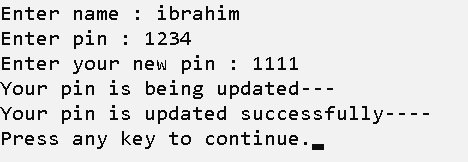 Enter name : ibrahim
Enter pin : 1234
Enter your new pin : 1111
Your pin is being updated---
Your pin is updated successfully----
Press any key to continue.